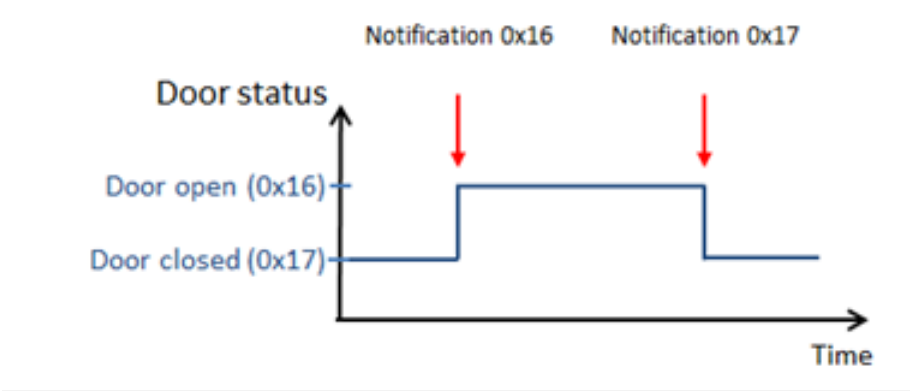 Notification 0x16 Notification 0x17
Door status
Door open (0x16)
Door closed (0x17)
Time